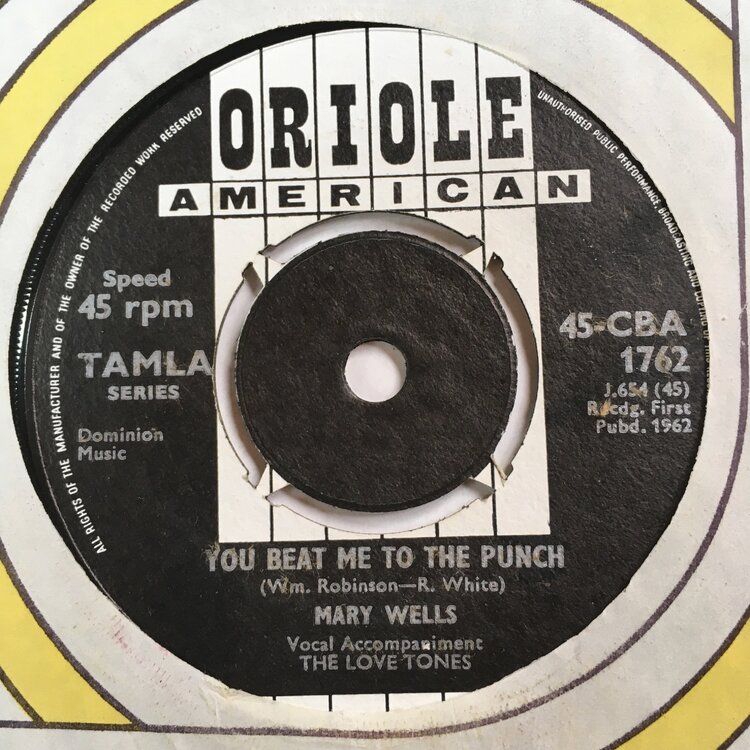 ORIOLE
AMERICAN
ALL RIGHTS OF THE MANUFACTURER AND OF THE OWNER OF THE RECORDED WORK RESERVED
UNAUTHORISED PUBLIC PERFORMANCE, BROADCASTING AND COPYING OF
Speed
45 rpm
TAMLA
SERIES
Dominion
Music
45-CBA
1762
J.654 (45)
Recdg. First
Pubd. 1962
YOU BEAT ME TO THE PUNCH
(Wm. Robinson—R. White)
MARY WELLS
Vocal Accompaniment
THE LOVE TONES